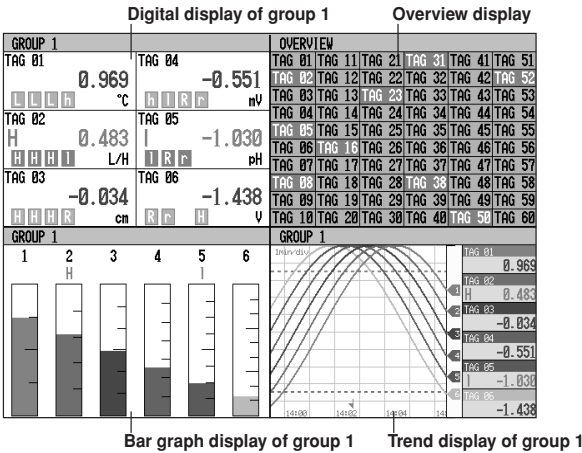 Digital display of group 1
Overview display
GROUP 1
TAG 01
0.969
L L L h
°C
TAG 04
-0.551
h l R r
mV
TAG 02
H
0.483
H H H l
L/H
TAG 05
l
-1.030
l R r
pH
TAG 03
-0.034
H H H R
cm
TAG 06
-1.438
R r H
V
OVERVIEW
TAG 01 TAG 11 TAG 21 TAG 31 TAG 41 TAG 51
TAG 02 TAG 12 TAG 22 TAG 32 TAG 42 TAG 52
TAG 03 TAG 13 TAG 23 TAG 33 TAG 43 TAG 53
TAG 04 TAG 14 TAG 24 TAG 34 TAG 44 TAG 54
TAG 05 TAG 15 TAG 25 TAG 35 TAG 45 TAG 55
TAG 06 TAG 16 TAG 26 TAG 36 TAG 46 TAG 56
TAG 07 TAG 17 TAG 27 TAG 37 TAG 47 TAG 57
TAG 08 TAG 18 TAG 28 TAG 38 TAG 48 TAG 58
TAG 09 TAG 19 TAG 29 TAG 39 TAG 49 TAG 59
TAG 10 TAG 20 TAG 30 TAG 40 TAG 50 TAG 60
GROUP 1
1 2 3 4 5 6
H l
GROUP 1
1min/div
14:00 14:02 14:04 14:
1
2
3
4
5
6
TAG 01
0.969
TAG 02
H 0.483
TAG 03
-0.034
TAG 04
-0.551
TAG 05
l -1.030
TAG 06
-1.438
Bar graph display of group 1
Trend display of group 1